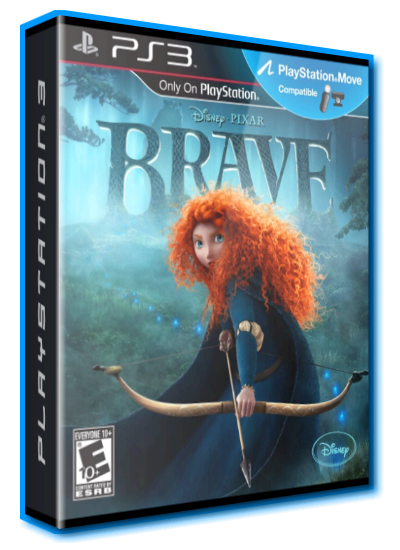 PLAYSTATION® 3
PS3™
PlayStation®Move
Compatible
Only On PlayStation®
Disney·PIXAR
BRAVE
EVERYONE 10+
E
10+
CONTENT RATED BY
ESRB
Disney